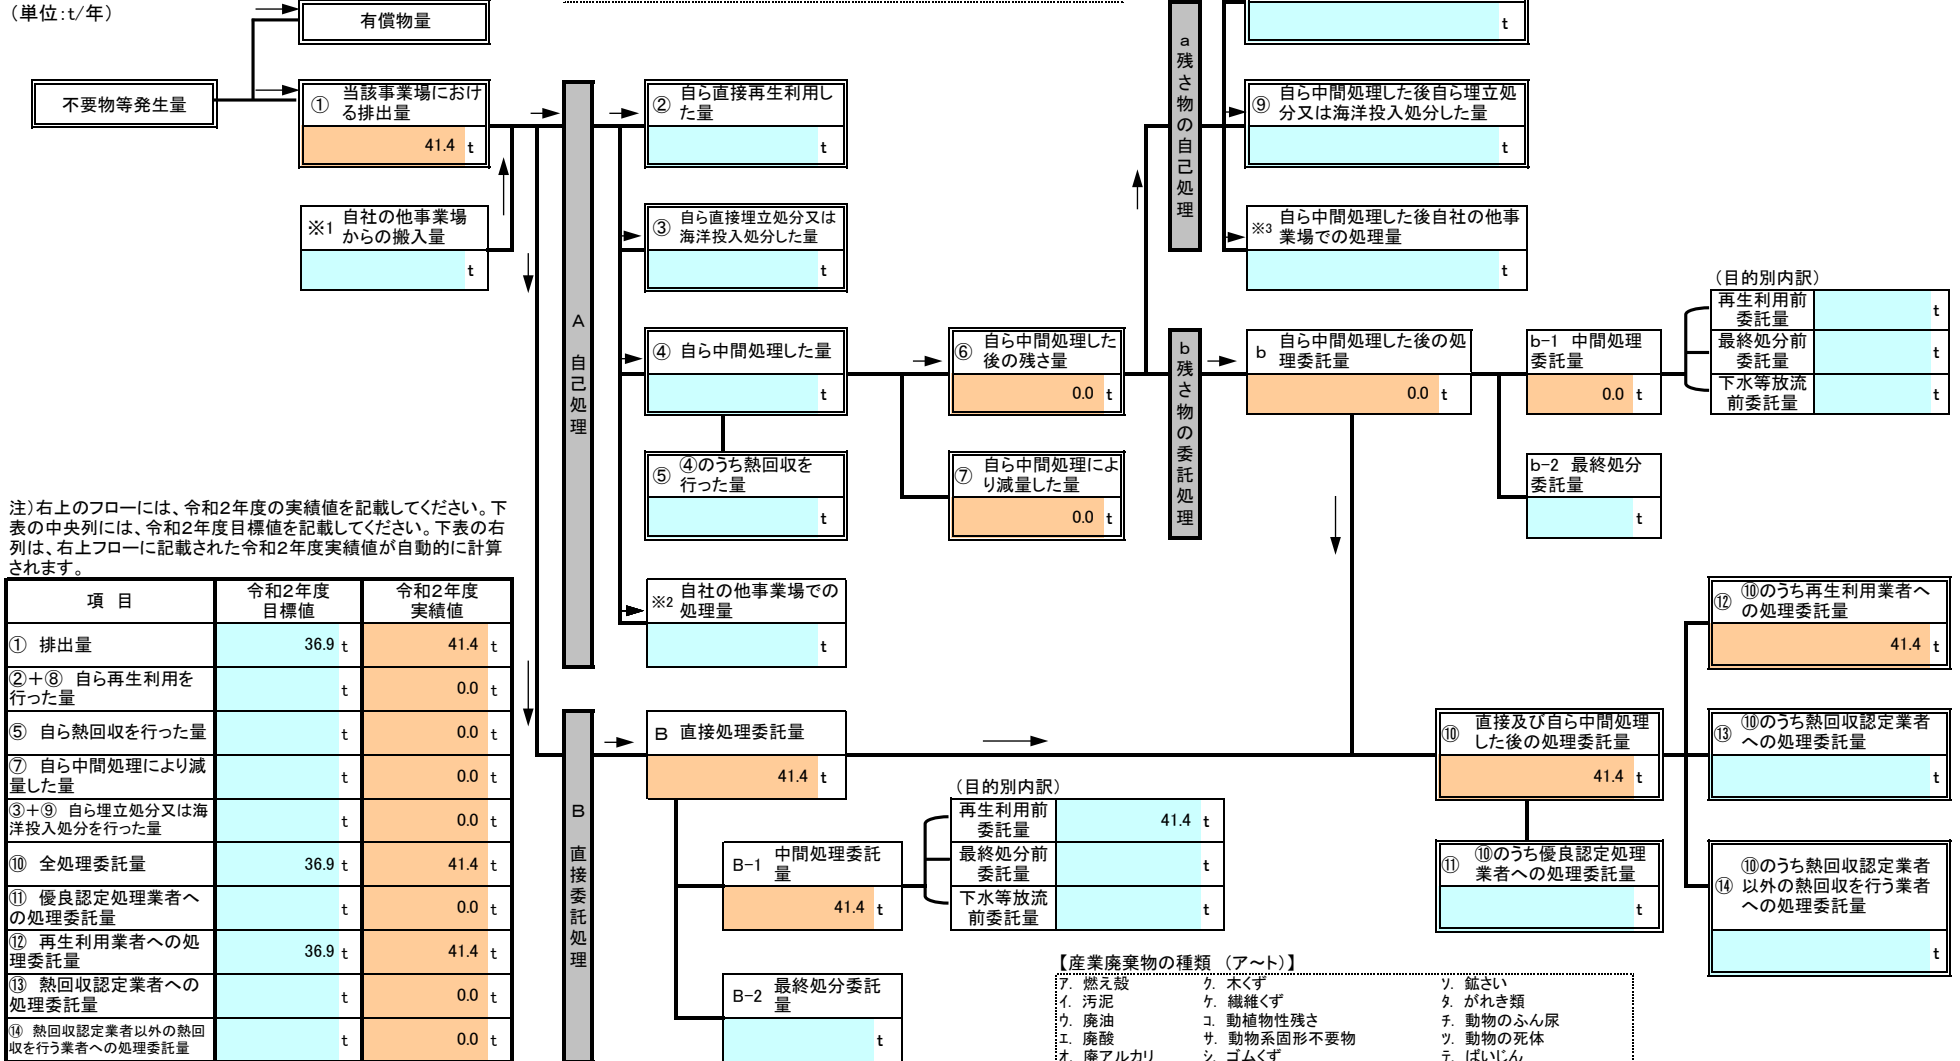 （単位：t/年）
有償物量
不要物等発生量
①
当該事業場におけ
る排出量
41.4 t
※1
自社の他事業場
からの搬入量
t
A 自己処理
②
自ら直接再生利用し
た量
t
③
自ら直接埋立処分又は
海洋投入処分した量
t
④ 自ら中間処理した量
t
⑤
④のうち熱回収を
行った量
t
※2
自社の他事業場での
処理量
t
⑥
自ら中間処理した
後の残さ量
0.0 t
⑦
自ら中間処理によ
り減量した量
0.0 t
a 残さ物の自己処理
t
⑨
自ら中間処理した後自ら埋立処
分又は海洋投入処分した量
t
※3
自ら中間処理した後自社の他事
業場での処理量
t
b 残さ物の委託処理
b
自ら中間処理した後の処
理委託量
0.0 t
b-1 中間処理
委託量
0.0 t
（目的別内訳）
再生利用前
委託量
t
最終処分前
委託量
t
下水等放流
前委託量
t
b-2 最終処分
委託量
t
注）右上のフローには、令和２年度の実績値を記載してください。下
表の中央列には、令和２年度目標値を記載してください。下表の右
列は、右上フローに記載された令和２年度実績値が自動的に計算
されます。
項 目
令和２年度
目標値
令和２年度
実績値
① 排出量 36.9 t 41.4 t
②＋⑧ 自ら再生利用を
行った量
t 0.0 t
⑤ 自ら熱回収を行った量 t 0.0 t
⑦ 自ら中間処理により減
量した量
t 0.0 t
③＋⑨ 自ら埋立処分又は海
洋投入処分を行った量
t 0.0 t
⑩ 全処理委託量 36.9 t 41.4 t
⑪ 優良認定処理業者へ
の処理委託量
t 0.0 t
⑫ 再生利用業者への処
理委託量
36.9 t 41.4 t
⑬ 熱回収認定業者への
処理委託量
t 0.0 t
⑭ 熱回収認定業者以外の熱回
収を行う業者への処理委託量
t 0.0 t
B 直接委託処理
B 直接処理委託量
41.4 t
B-1
中間処理委託
量
41.4 t
（目的別内訳）
再生利用前
委託量
41.4 t
最終処分前
委託量
t
下水等放流
前委託量
t
B-2
最終処分委託
量
t
⑩
直接及び自ら中間処理
した後の処理委託量
41.4 t
⑪
⑩のうち優良認定処理
業者への処理委託量
t
⑫
⑩のうち再生利用業者へ
の処理委託量
41.4 t
⑬
⑩のうち熱回収認定業者
への処理委託量
t
⑭
⑩のうち熱回収認定業者
以外の熱回収を行う業者
への処理委託量
t
【産業廃棄物の種類 （ア～ト）】
ｱ. 燃え殻 ｸ. 木くず ｿ. 鉱さい
ｲ. 汚泥 ｹ. 繊維くず ﾀ. がれき類
ｳ. 廃油 ｺ. 動植物性残さ ﾁ. 動物のふん尿
ｴ. 廃酸 ｻ. 動物系固形不要物 ﾂ. 動物の死体
ｵ. 廃アルカリ ｼ. ゴムくず ﾃ. ばいじん